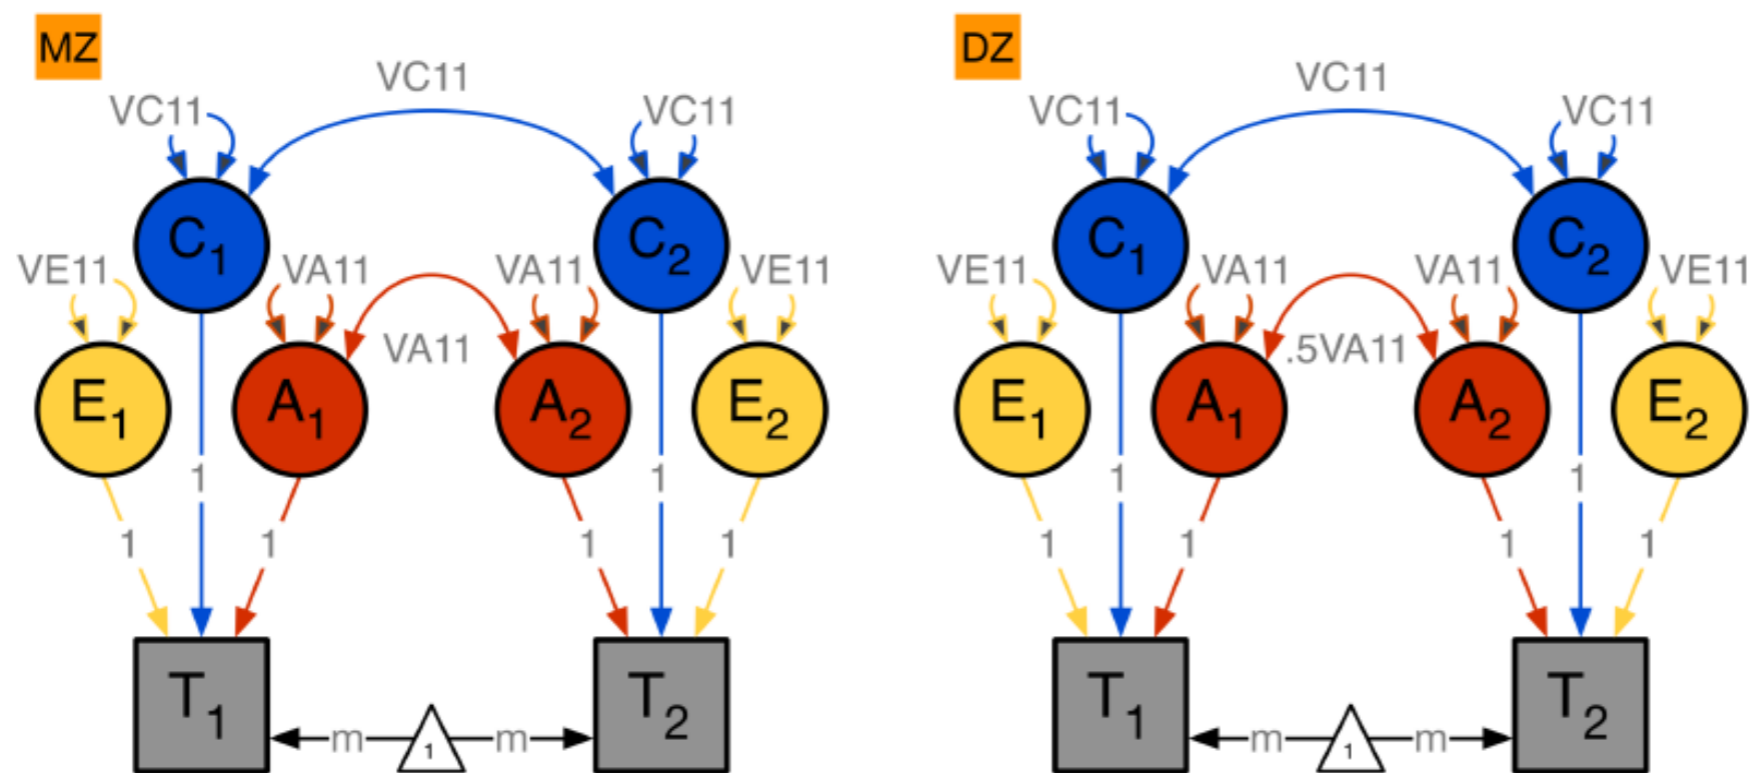 MZ
VC11
VC11 VC11
C1 C2
VE11 VA11 VA11 VE11
VA11
E1 A1 A2 E2
1 1
1 1 1 1
T1 T2
m 1 m
DZ
VC11
VC11 VC11
C1 C2
VE11 VA11 VA11 VE11
.5VA11
E1 A1 A2 E2
1 1
1 1 1 1
T1 T2
m 1 m